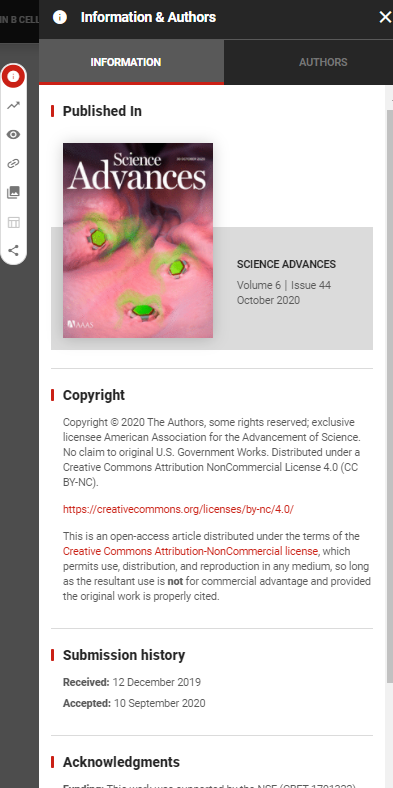 IN B CELL
Information & Authors
INFORMATION
AUTHORS
Published In
Science
Advances
SCIENCE ADVANCES
Volume 6 | Issue 44
October 2020
AAAS
Copyright
Copyright © 2020 The Authors, some rights reserved; exclusive
licensee American Association for the Advancement of Science.
No claim to original U.S. Government Works. Distributed under a
Creative Commons Attribution NonCommercial License 4.0 (CC
BY-NC).
https://creativecommons.org/licenses/by-nc/4.0/
This is an open-access article distributed under the terms of the
Creative Commons Attribution-NonCommercial license, which
permits use, distribution, and reproduction in any medium, so long
as the resultant use is not for commercial advantage and provided
the original work is properly cited.
Submission history
Received: 12 December 2019
Accepted: 10 September 2020
Acknowledgments
Funding: This work was supported by the NSF (CBET-1701322)